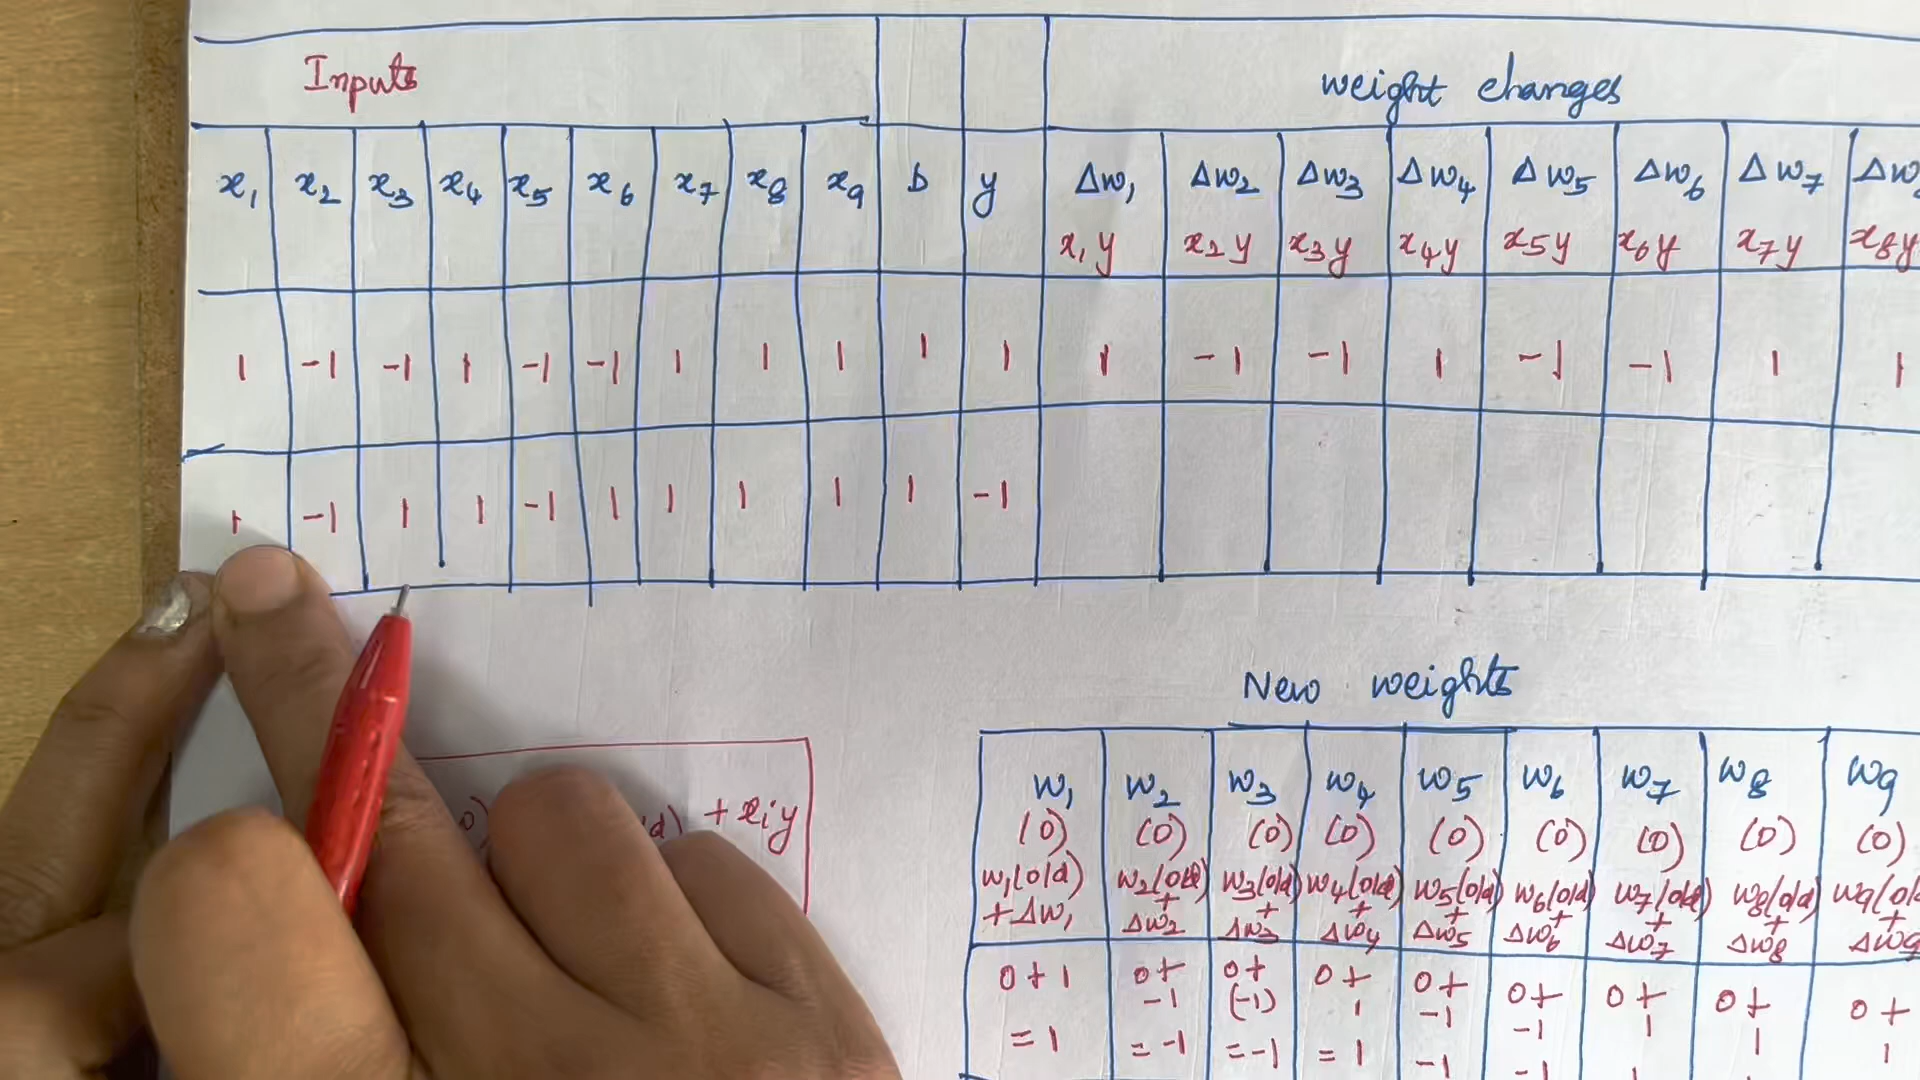 Inputs
weight changes
x1 x2 x3 x4 x5 x6 x7 x8 x9 b y Δw1 Δw2 Δw3 Δw4 Δw5 Δw6 Δw7
x1y x2y x3y x4y x5y x6y x7y x8y
1 -1 -1 1 -1 -1 1 1 1 1 1 1 -1 -1 1 -1 -1 1 1
1 -1 1 1 -1 1 1 1 1 1 -1
New weights
w1 w2 w3 w4 w5 w6 w7 w8 w9
(0) (0) (0) (0) (0) (0) (0) (0) (0)
+ xiy
w1(old) w2(old) w3(old) w4(old) w5(old) w6(old) w7(old) w8(old)
+Δw1 + Δw2 + Δw3 + Δw4 + Δw5 + Δw6 + Δw7 + Δw8 + Δw9
0+1 0+ 0+ 0+ 0+ 0+ 0+ 0+ 0+
-1 (-1) 1 -1 -1 1 1 1
=1 =-1 =-1 =1 -1 -1